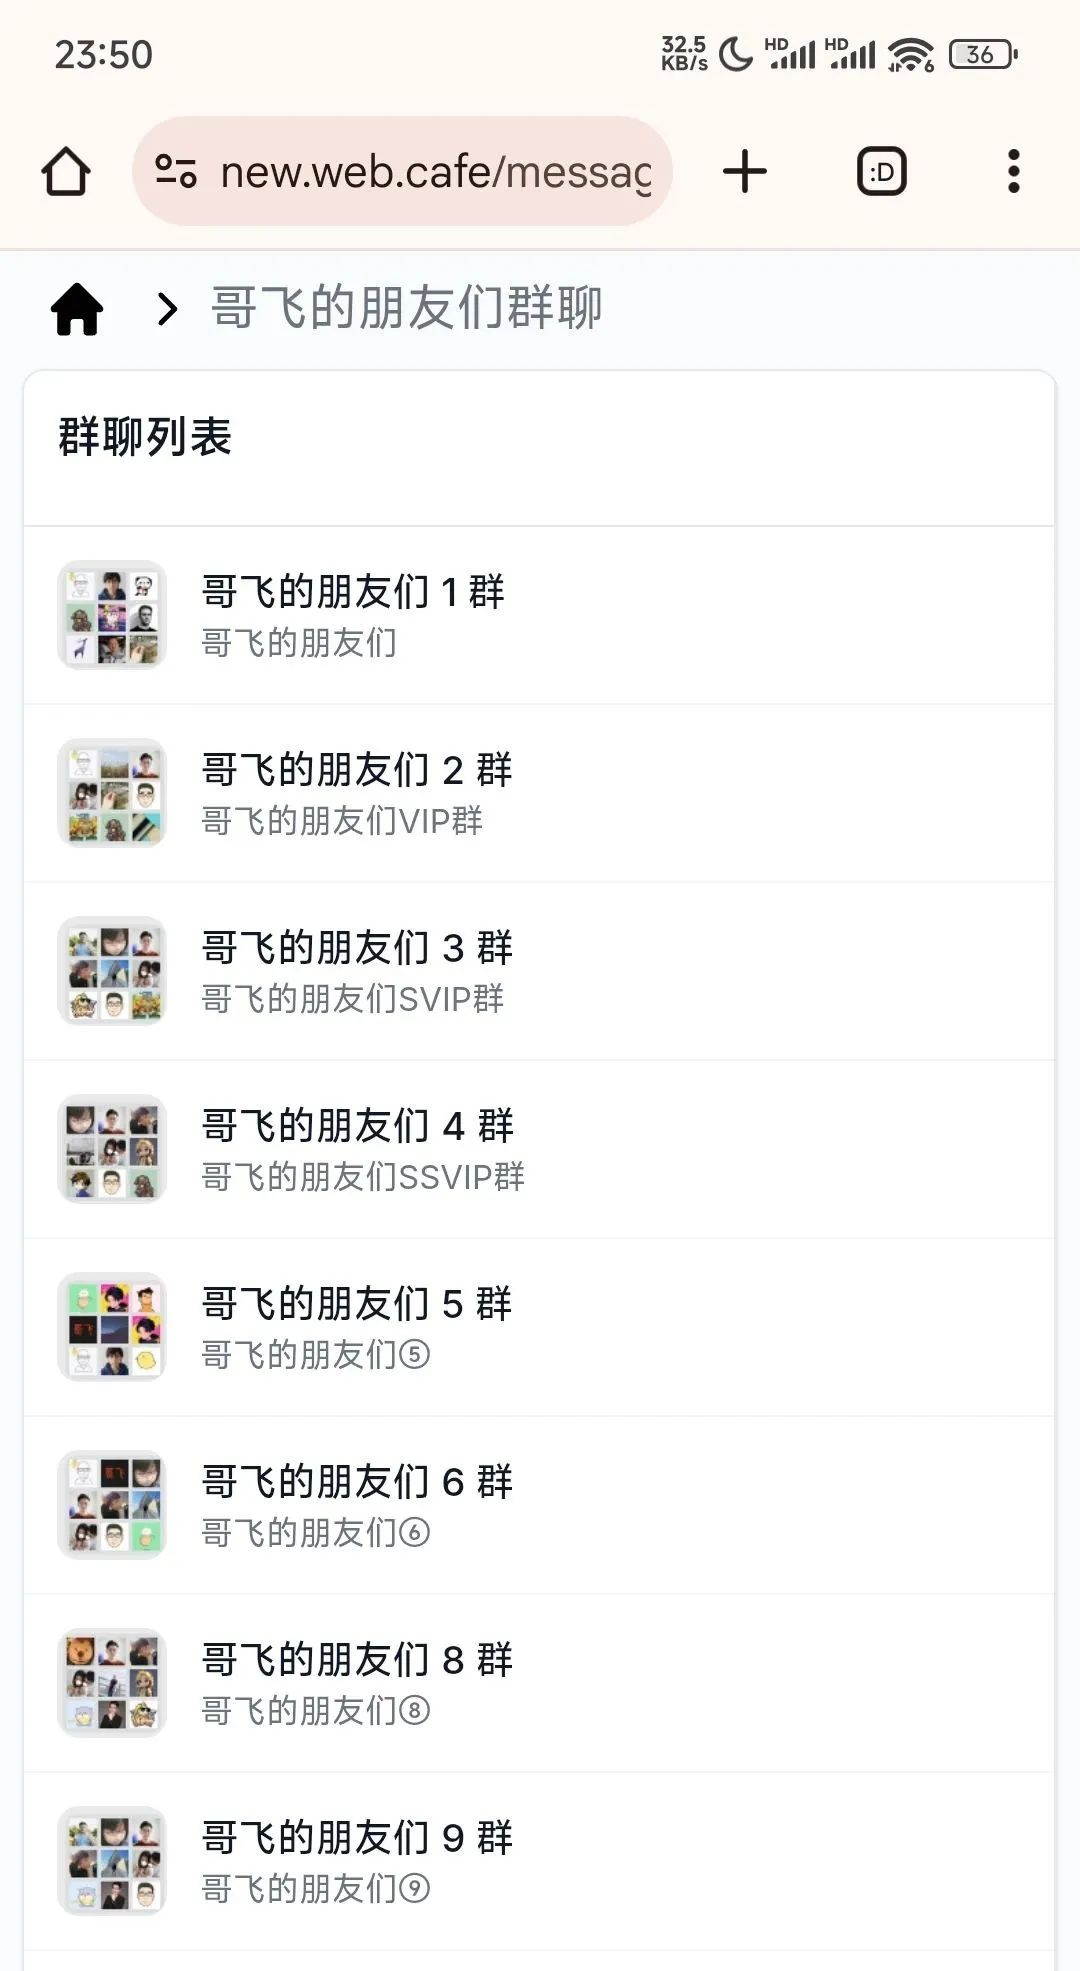 23:50
32.5 KB/s HD HD 6 36
new.web.cafe/messag
:D
哥飞的朋友们群聊
群聊列表
哥飞的朋友们 1 群
哥飞的朋友们
哥飞的朋友们 2 群
哥飞的朋友们VIP群
哥飞的朋友们 3 群
哥飞的朋友们SVIP群
哥飞的朋友们 4 群
哥飞的朋友们SSVIP群
哥飞的朋友们 5 群
哥飞的朋友们⑤
哥飞的朋友们 6 群
哥飞的朋友们⑥
哥飞的朋友们 8 群
哥飞的朋友们⑧
哥飞的朋友们 9 群
哥飞的朋友们⑨